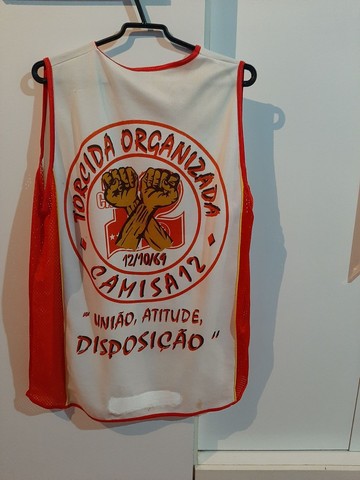 TORCIDA ORGANIZADA
12/10/69
CAMISA 12
"UNIÃO, ATITUDE,
DISPOSIÇÃO"